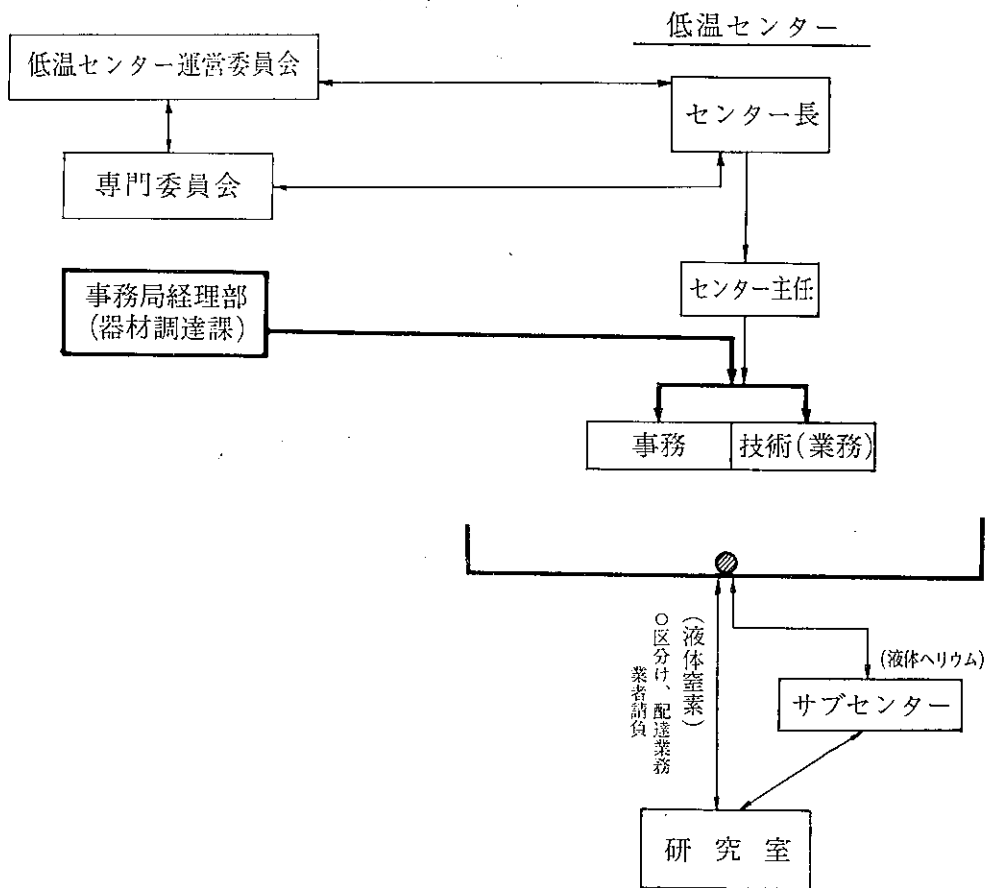 低温センター
低温センター運営委員会
センター長
専門委員会
センター主任
事務局経理部
(器材調達課)
事務
技術(業務)
(液体窒素)
○区分け、配達業務
業者請負
(液体ヘリウム)
サブセンター
研究室